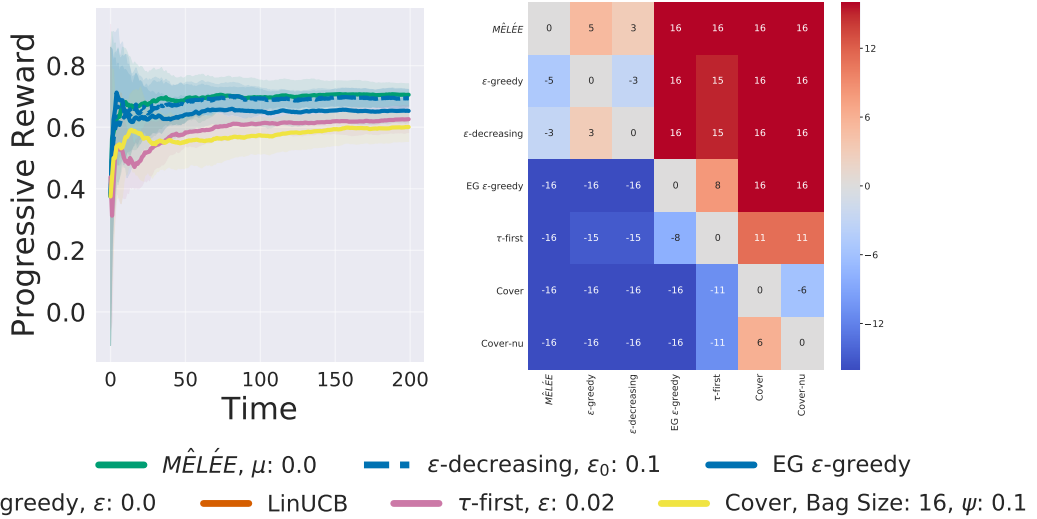 Progressive Reward
0.8
0.6
0.4
0.2
0.0
0 50 100 150 200
Time
MÊLÉE 0 5 3 16 16 16 16
ε-greedy -5 0 -3 16 15 16 16
ε-decreasing -3 3 0 16 15 16 16
EG ε-greedy -16 -16 -16 0 8 16 16
τ-first -16 -15 -15 -8 0 11 11
Cover -16 -16 -16 -16 -11 0 -6
Cover-nu -16 -16 -16 -16 -11 6 0
MÊLÉE ε-greedy ε-decreasing EG ε-greedy τ-first Cover Cover-nu
12
6
0
−6
−12
MÊLÉE, μ: 0.0 ε-decreasing, ε₀: 0.1 EG ε-greedy
greedy, ε: 0.0 LinUCB τ-first, ε: 0.02 Cover, Bag Size: 16, ψ: 0.1